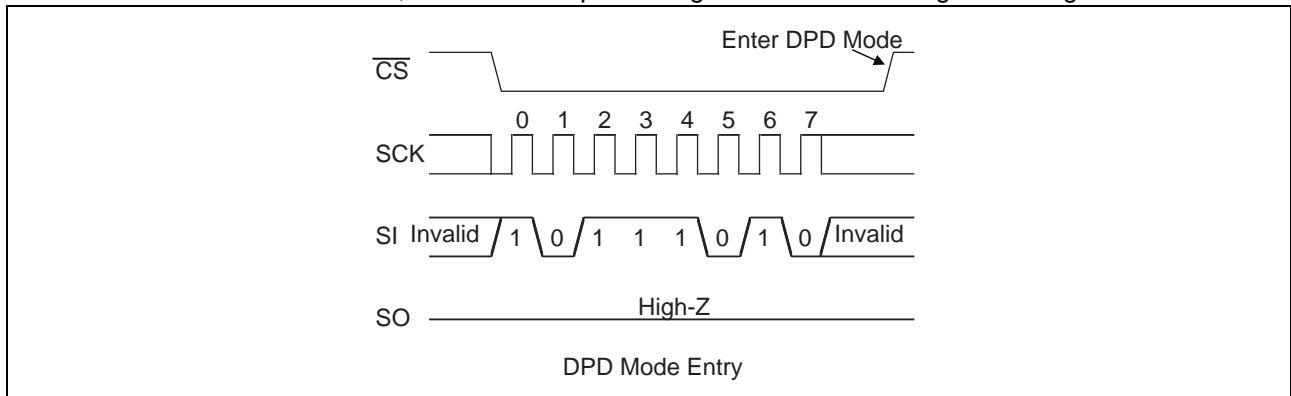 Enter DPD Mode
CS
0 1 2 3 4 5 6 7
SCK
SI Invalid 1 0 1 1 1 0 1 0 Invalid
High-Z
SO
DPD Mode Entry